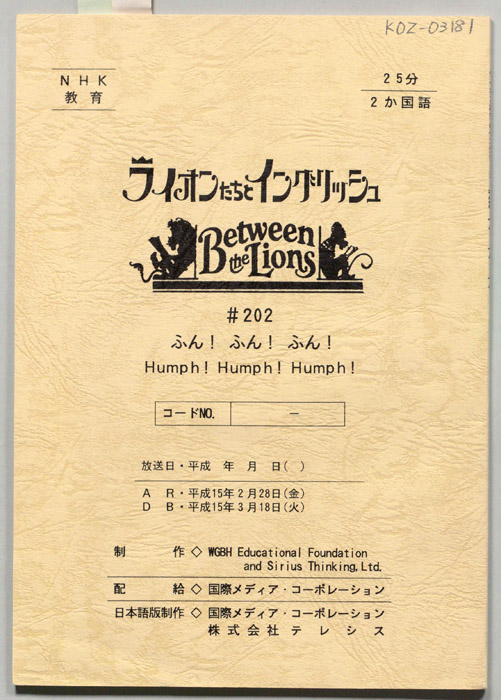 KOZ-03181
NHK
教育
25分
2か国語
ライオンたちとイングリッシュ
Between
the Lions
#202
ふん! ふん! ふん!
Humph! Humph! Humph!
コードNO. －
放送日・平成　年　月　日(　)
A R・平成15年2月28日(金)
D B・平成15年3月18日(火)
制作◇WGBH Educational Foundation
and Sirius Thinking, Ltd.
配給◇国際メディア・コーポレーション
日本語版制作◇国際メディア・コーポレーション
株式会社テレシス